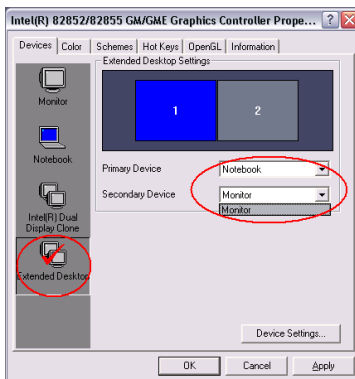 Intel(R) 82852/82855 GM/GME Graphics Controller Prope...
Devices Color Schemes Hot Keys OpenGL Information
Extended Desktop Settings
1 2
Monitor
Notebook
Primary Device Notebook
Secondary Device Monitor
Monitor
Intel(R) Dual
Display Clone
Extended Desktop
Device Settings...
OK Cancel Apply